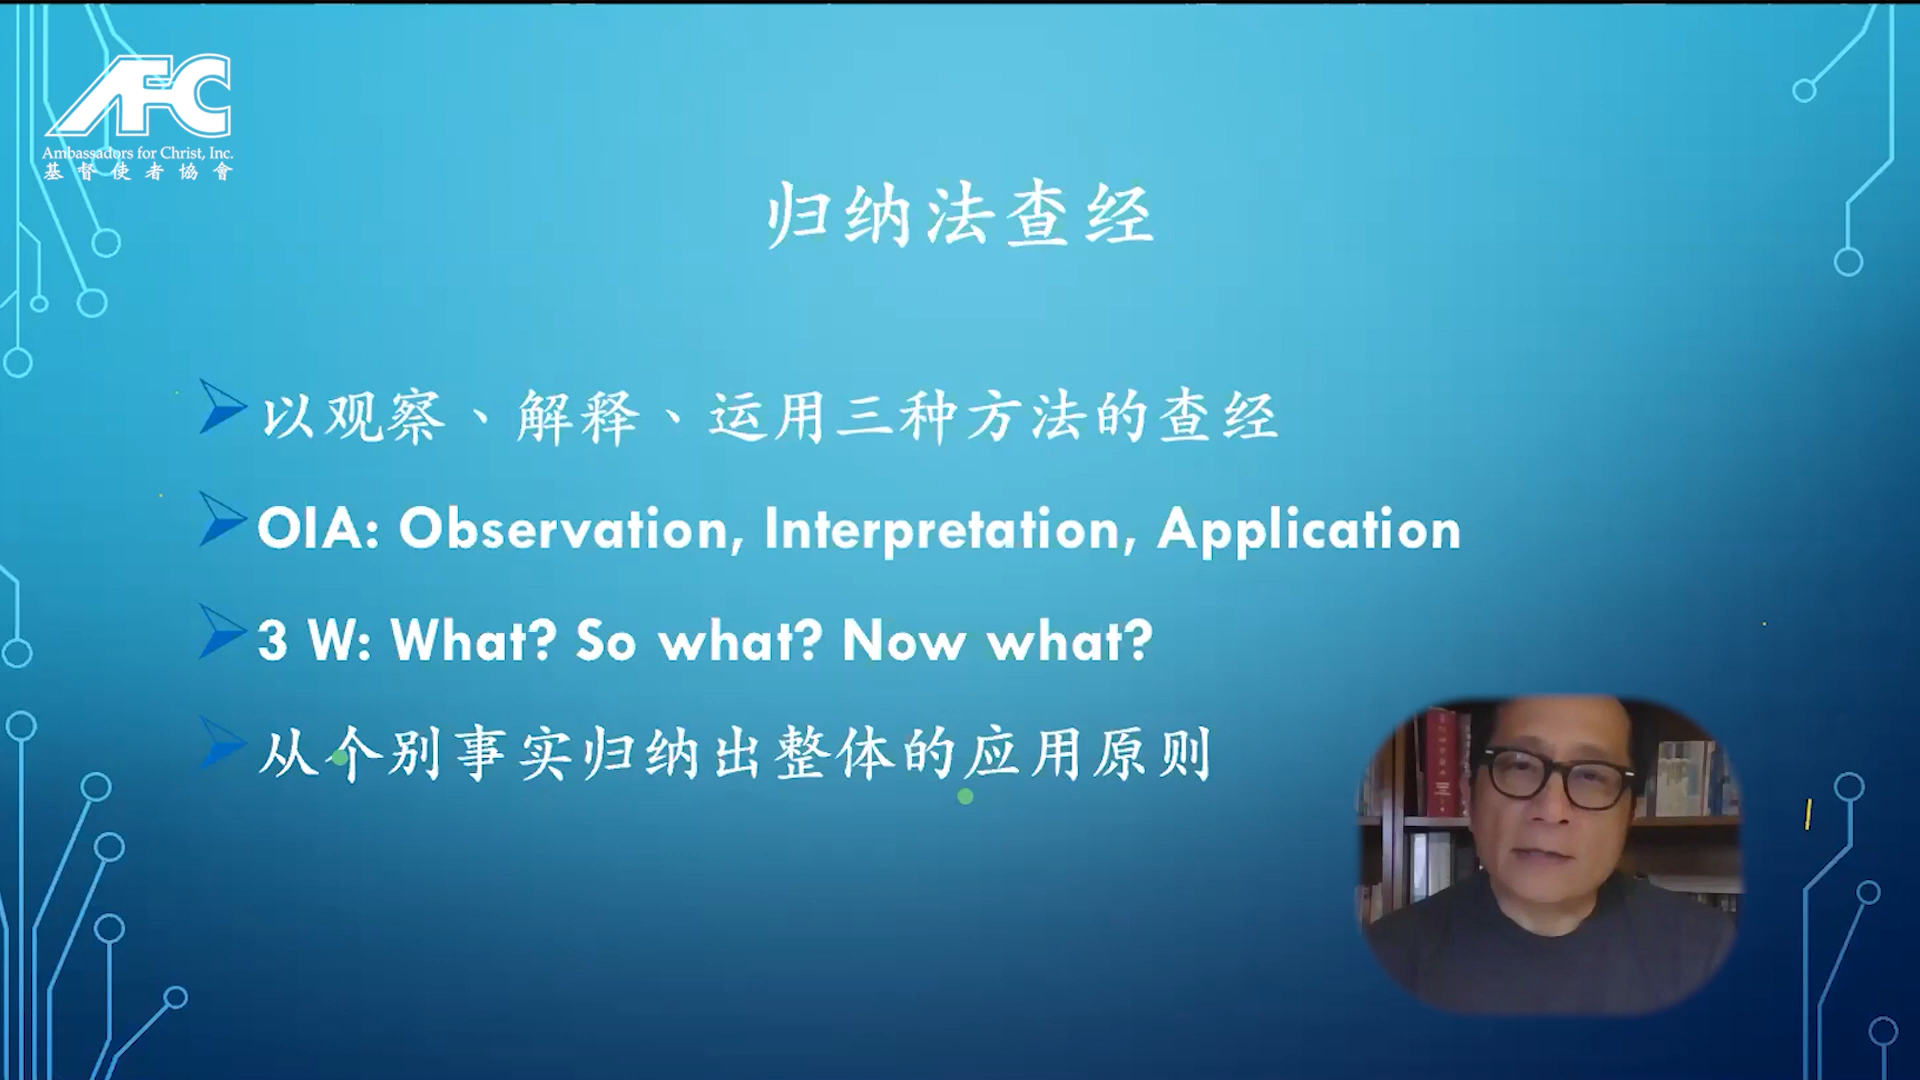 AFC
Ambassadors for Christ, Inc.
基督使者協會
归纳法查经
以观察、解释、运用三种方法的查经
OIA: Observation, Interpretation, Application
3 W: What? So what? Now what?
从个别事实归纳出整体的应用原则